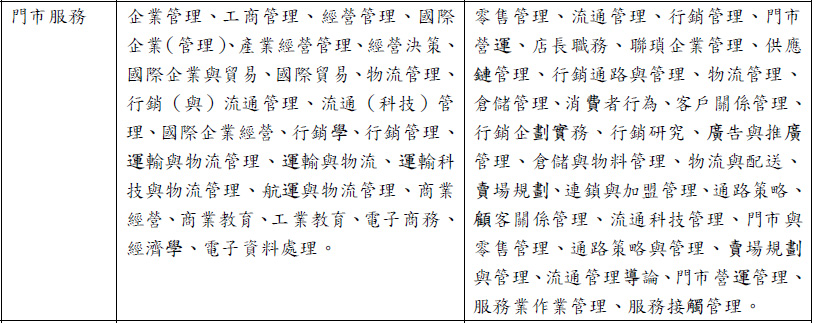 門市服務
企業管理、工商管理、經營管理、國際
企業(管理)、產業經營管理、經營決策、
國際企業與貿易、國際貿易、物流管理、
行銷（與）流通管理、流通（科技）管
理、國際企業經營、行銷學、行銷管理、
運輸與物流管理、運輸與物流、運輸科
技與物流管理、航運與物流管理、商業
經營、商業教育、工業教育、電子商務、
經濟學、電子資料處理。
零售管理、流通管理、行銷管理、門市
營運、店長職務、聯瑣企業管理、供應
鏈管理、行銷通路與管理、物流管理、
倉儲管理、消費者行為、客戶關係管理、
行銷企劃實務、行銷研究、廣告與推廣
管理、倉儲與物料管理、物流與配送、
賣場規劃、連鎖與加盟管理、通路策略、
顧客關係管理、流通科技管理、門市與
零售管理、通路策略與管理、賣場規劃
與管理、流通管理導論、門市營運管理、
服務業作業管理、服務接觸管理。